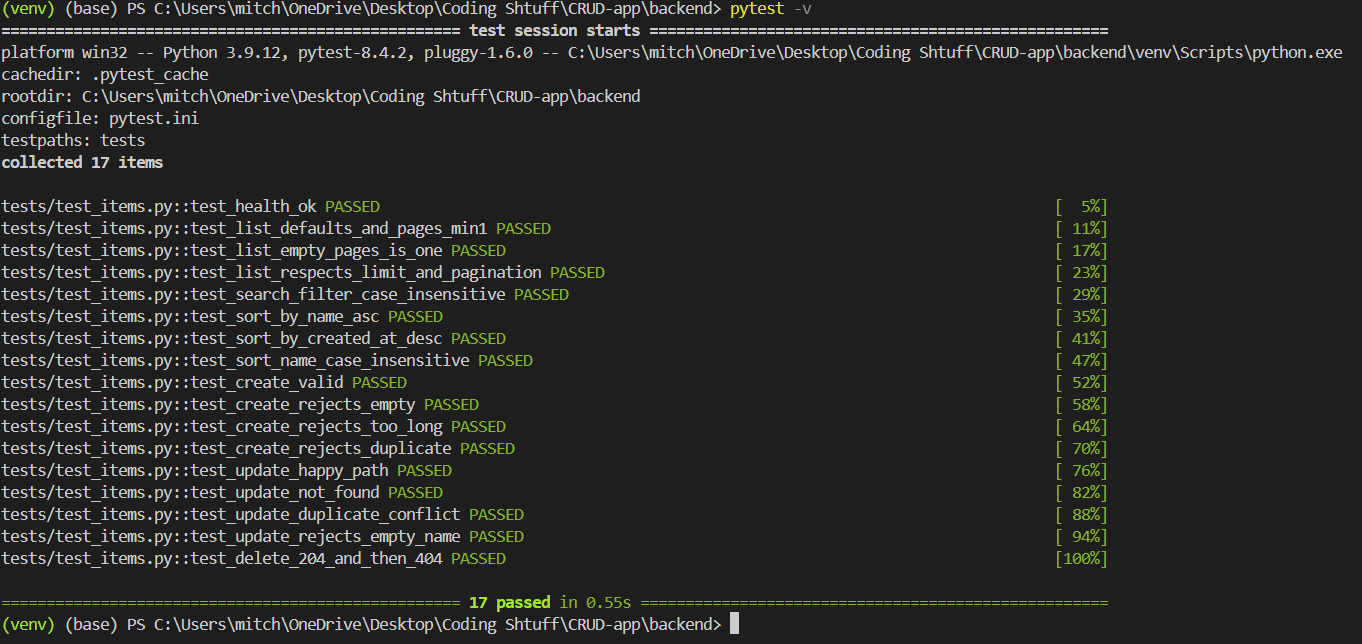 (venv) (base) PS C:\Users\mitch\OneDrive\Desktop\Coding Shtuff\CRUD-app\backend> pytest -v
=================================================== test session starts ===================================================
platform win32 -- Python 3.9.12, pytest-8.4.2, pluggy-1.6.0 -- C:\Users\mitch\OneDrive\Desktop\Coding Shtuff\CRUD-app\backend\venv\Scripts\python.exe
cachedir: .pytest_cache
rootdir: C:\Users\mitch\OneDrive\Desktop\Coding Shtuff\CRUD-app\backend
configfile: pytest.ini
testpaths: tests
collected 17 items
tests/test_items.py::test_health_ok PASSED [  5%]
tests/test_items.py::test_list_defaults_and_pages_min1 PASSED [ 11%]
tests/test_items.py::test_list_empty_pages_is_one PASSED [ 17%]
tests/test_items.py::test_list_respects_limit_and_pagination PASSED [ 23%]
tests/test_items.py::test_search_filter_case_insensitive PASSED [ 29%]
tests/test_items.py::test_sort_by_name_asc PASSED [ 35%]
tests/test_items.py::test_sort_by_created_at_desc PASSED [ 41%]
tests/test_items.py::test_sort_name_case_insensitive PASSED [ 47%]
tests/test_items.py::test_create_valid PASSED [ 52%]
tests/test_items.py::test_create_rejects_empty PASSED [ 58%]
tests/test_items.py::test_create_rejects_too_long PASSED [ 64%]
tests/test_items.py::test_create_rejects_duplicate PASSED [ 70%]
tests/test_items.py::test_update_happy_path PASSED [ 76%]
tests/test_items.py::test_update_not_found PASSED [ 82%]
tests/test_items.py::test_update_duplicate_conflict PASSED [ 88%]
tests/test_items.py::test_update_rejects_empty_name PASSED [ 94%]
tests/test_items.py::test_delete_204_and_then_404 PASSED [100%]
=================================================== 17 passed in 0.55s ====================================================
(venv) (base) PS C:\Users\mitch\OneDrive\Desktop\Coding Shtuff\CRUD-app\backend>